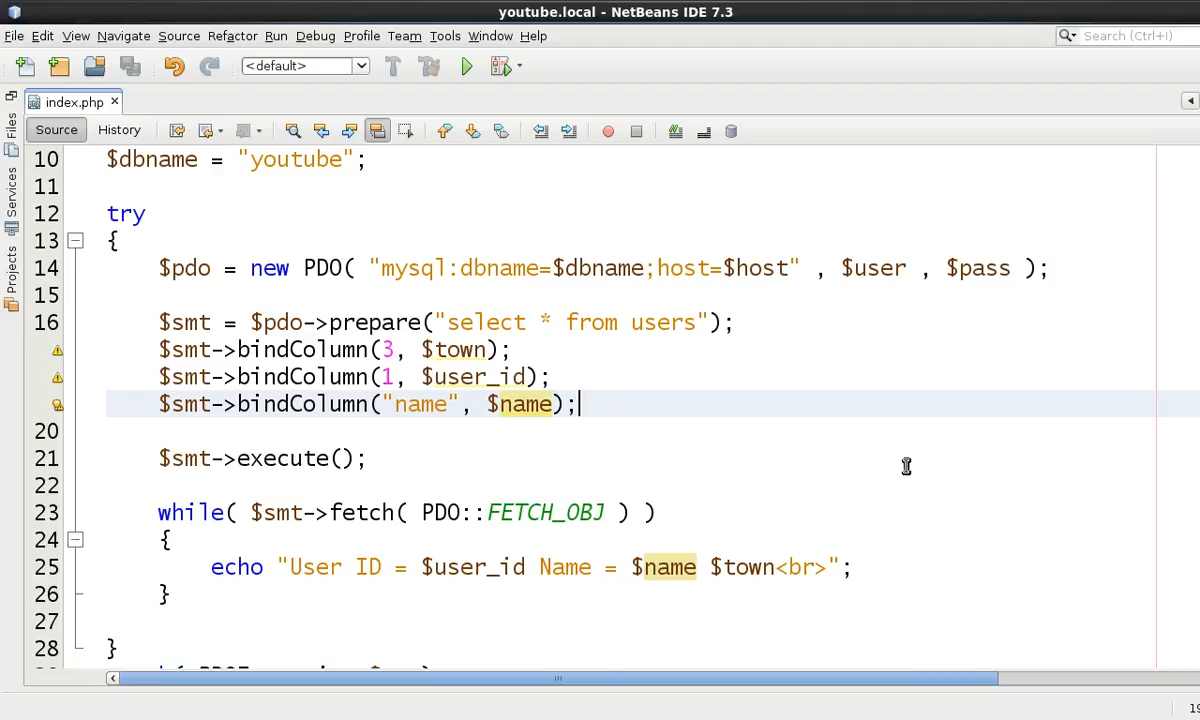 youtube.local - NetBeans IDE 7.3
File Edit View Navigate Source Refactor Run Debug Profile Team Tools Window Help
Search (Ctrl+I)
<default>
index.php
Source History
Files
Services
Projects
10 $dbname = "youtube";
11
12 try
13 {
14 $pdo = new PDO( "mysql:dbname=$dbname;host=$host" , $user , $pass );
15
16 $smt = $pdo->prepare("select * from users");
$smt->bindColumn(3, $town);
$smt->bindColumn(1, $user_id);
$smt->bindColumn("name", $name);
20
21 $smt->execute();
22
23 while( $smt->fetch( PDO::FETCH_OBJ ) )
24 {
25 echo "User ID = $user_id Name = $name $town<br>";
26 }
27
28 }